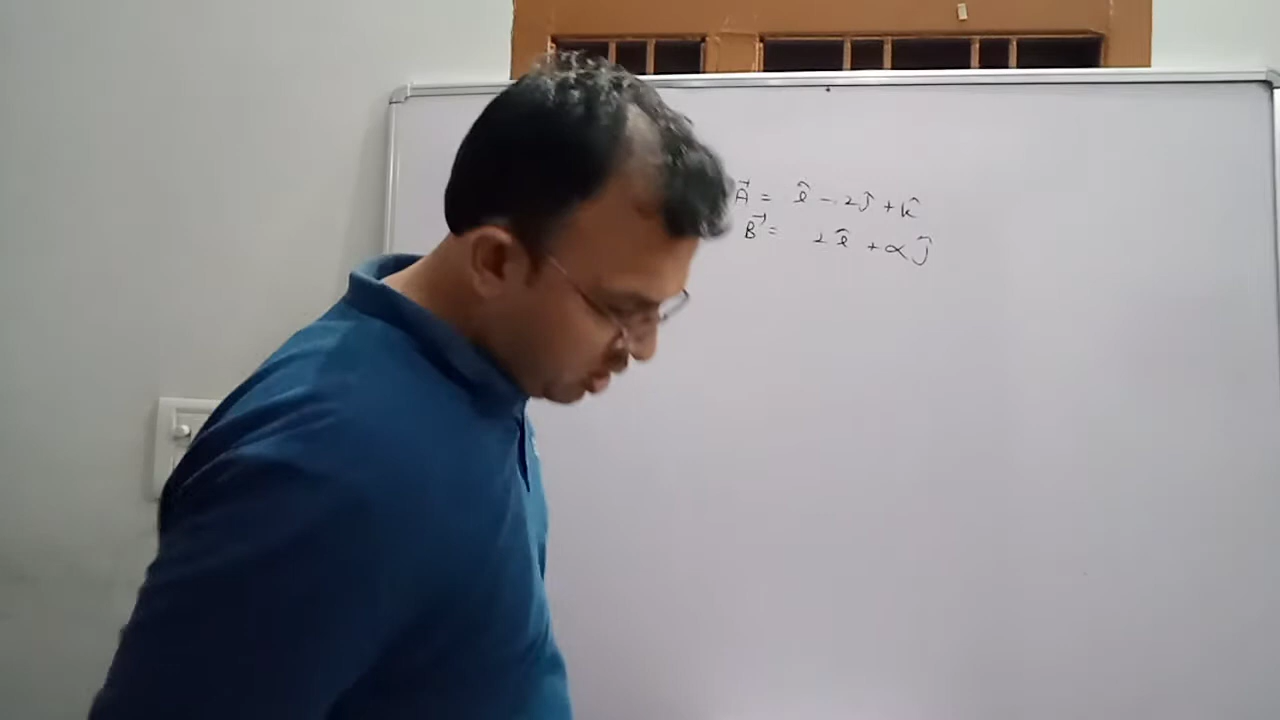 A⃗ = î - 2ĵ + k̂
B⃗ = 2î + αĵ